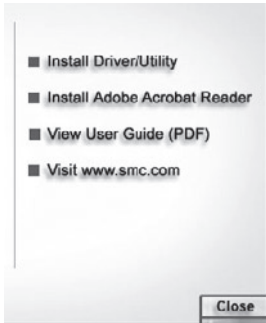 Install Driver/Utility
Install Adobe Acrobat Reader
View User Guide (PDF)
Visit www.smc.com
Close